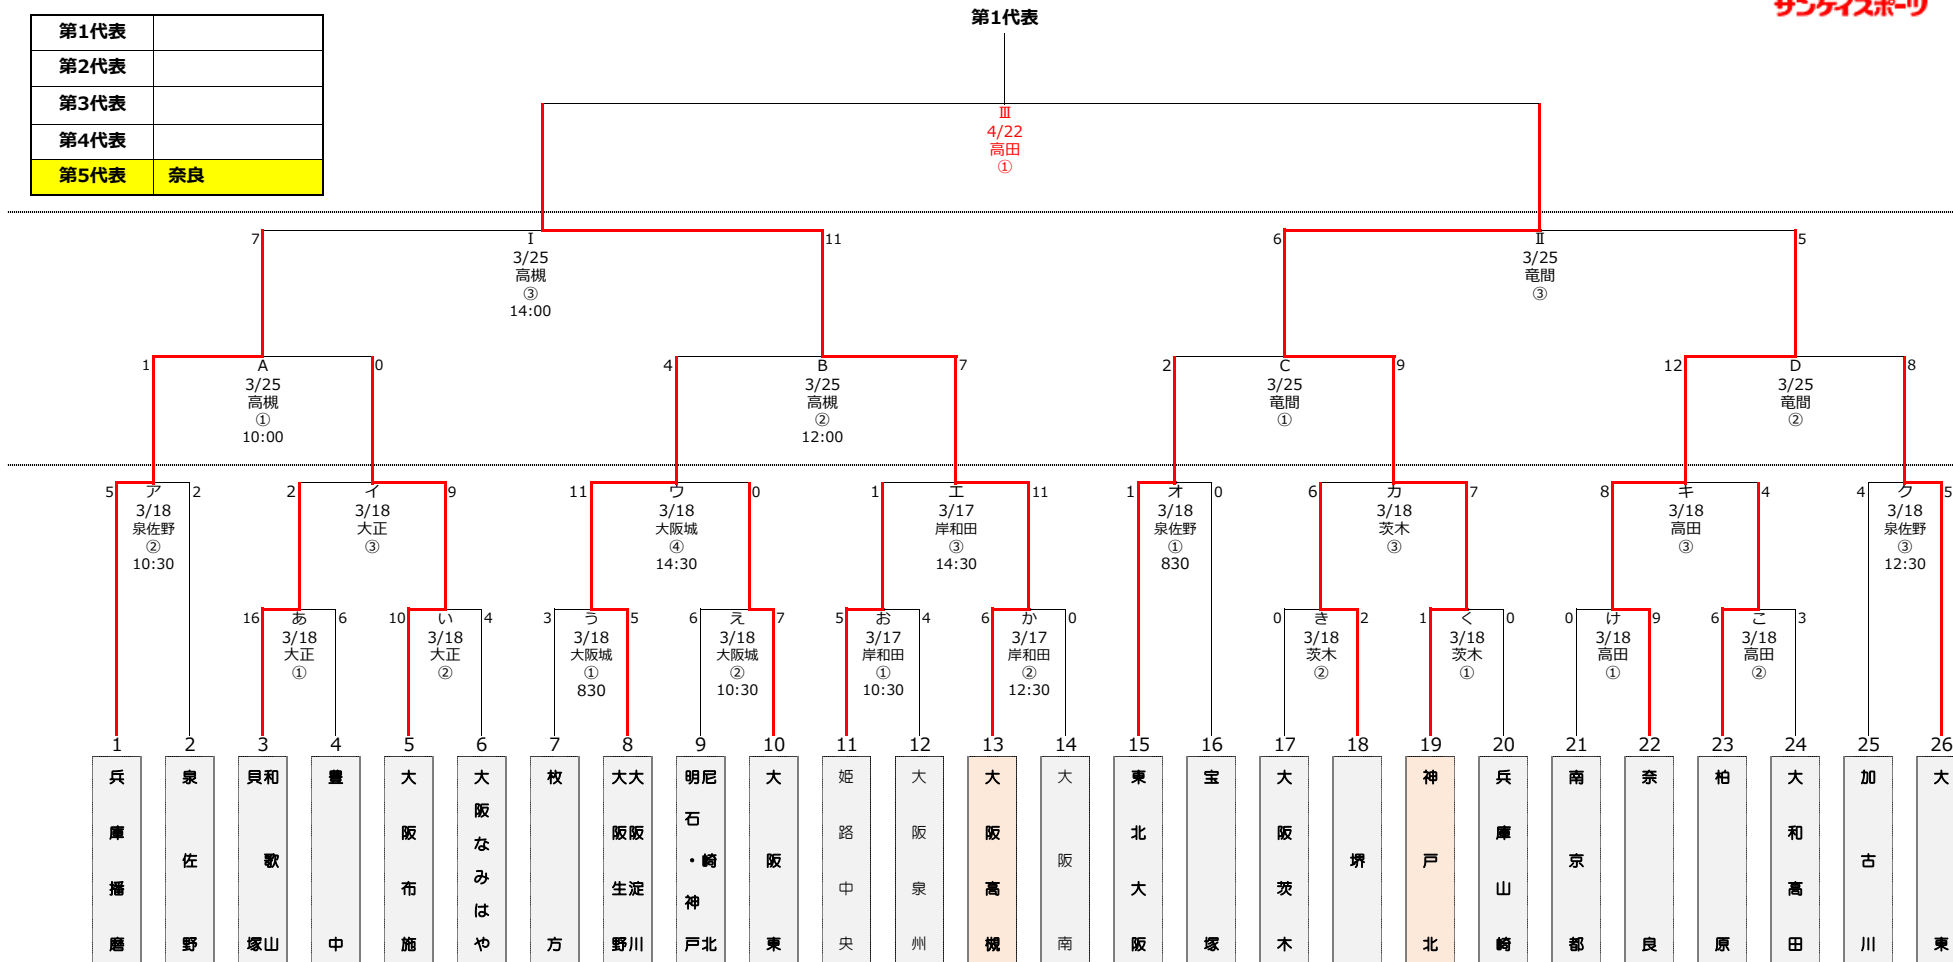 サンケイスポーツ
第1代表
第1代表
第2代表
第3代表
第4代表
第5代表 奈良
Ⅲ
4/22
高田
①
7 Ⅰ 11
3/25
高槻
③
14:00
6 Ⅱ 5
3/25
竜間
③
1 A 0
3/25
高槻
①
10:00
4 B 7
3/25
高槻
②
12:00
2 C 9
3/25
竜間
①
12 D 8
3/25
竜間
②
5 ア 2
3/18
泉佐野
②
10:30
2 イ 9
3/18
大正
③
11 ウ 0
3/18
大阪城
④
14:30
1 エ 11
3/17
岸和田
③
14:30
1 オ 0
3/18
泉佐野
①
830
6 カ 7
3/18
茨木
③
8 キ 4
3/18
高田
③
4 ク 5
3/18
泉佐野
③
12:30
16 あ 6
3/18
大正
①
10 い 4
3/18
大正
②
3 う 5
3/18
大阪城
①
830
6 え 7
3/18
大阪城
②
10:30
5 お 4
3/17
岸和田
①
10:30
6 か 0
3/17
岸和田
②
12:30
0 き 2
3/18
茨木
②
1 く 0
3/18
茨木
①
0 け 9
3/18
高田
①
6 こ 3
3/18
高田
②
1 2 3 4 5 6 7 8 9 10 11 12 13 14 15 16 17 18 19 20 21 22 23 24 25 26
兵庫播磨
泉佐野
和歌山
貝塚
豊中
大阪布施
大阪なみはや
枚方
大阪淀川
大阪生野
尼崎北
明石・神戸
大阪東
姫路中央
大阪泉州
大阪高槻
大阪南
東北大阪
宝塚
大阪茨木
堺
神戸北
兵庫山崎
南京都
奈良
柏原
大和高田
加古川
大東